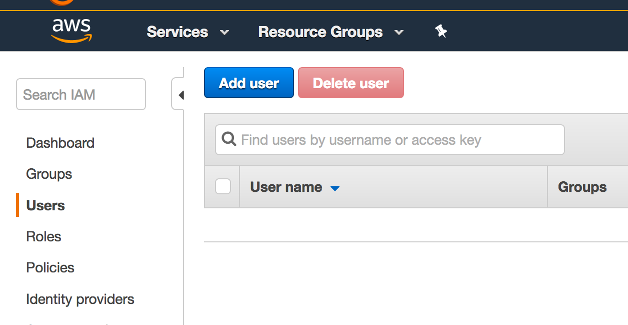 aws Services Resource Groups
Search IAM
Add user Delete user
Dashboard
Groups
Users
Roles
Policies
Identity providers
Find users by username or access key
User name Groups